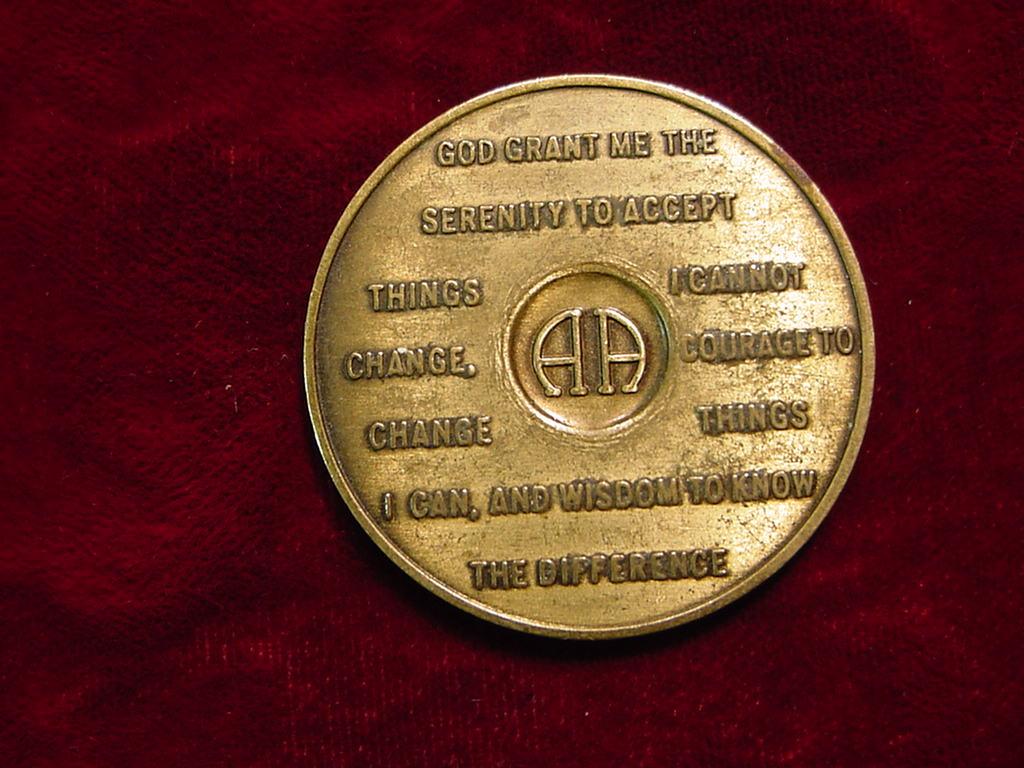 GOD GRANT ME THE
SERENITY TO ACCEPT
THINGS I CANNOT
CHANGE, COURAGE TO
AA
CHANGE THINGS
I CAN, AND WISDOM TO KNOW
THE DIFFERENCE